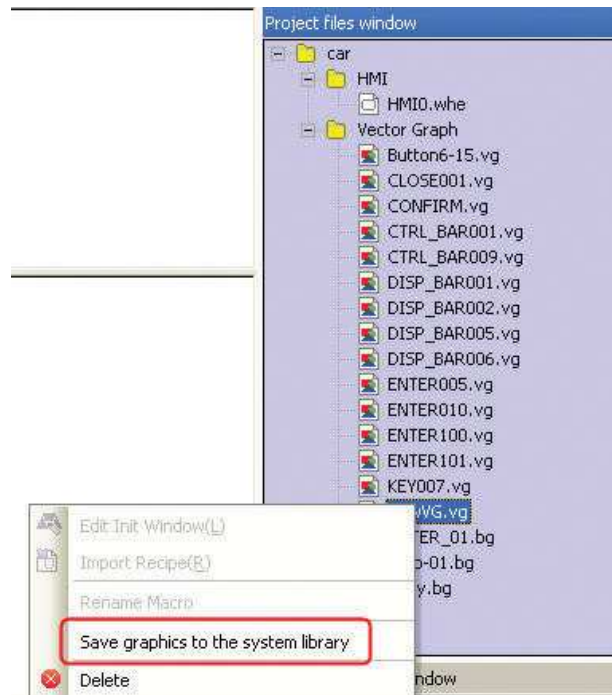 Project files window
car
HMI
HMI0.whe
Vector Graph
Button6-15.vg
CLOSE001.vg
CONFIRM.vg
CTRL_BAR001.vg
CTRL_BAR009.vg
DISP_BAR001.vg
DISP_BAR002.vg
DISP_BAR005.vg
DISP_BAR006.vg
ENTER005.vg
ENTER010.vg
ENTER100.vg
ENTER101.vg
KEY007.vg
VG.vg
ER_01.bg
-01.bg
y.bg
Edit Init Window(L)
Import Recipe(R)
Rename Macro
Save graphics to the system library
Delete
ndow